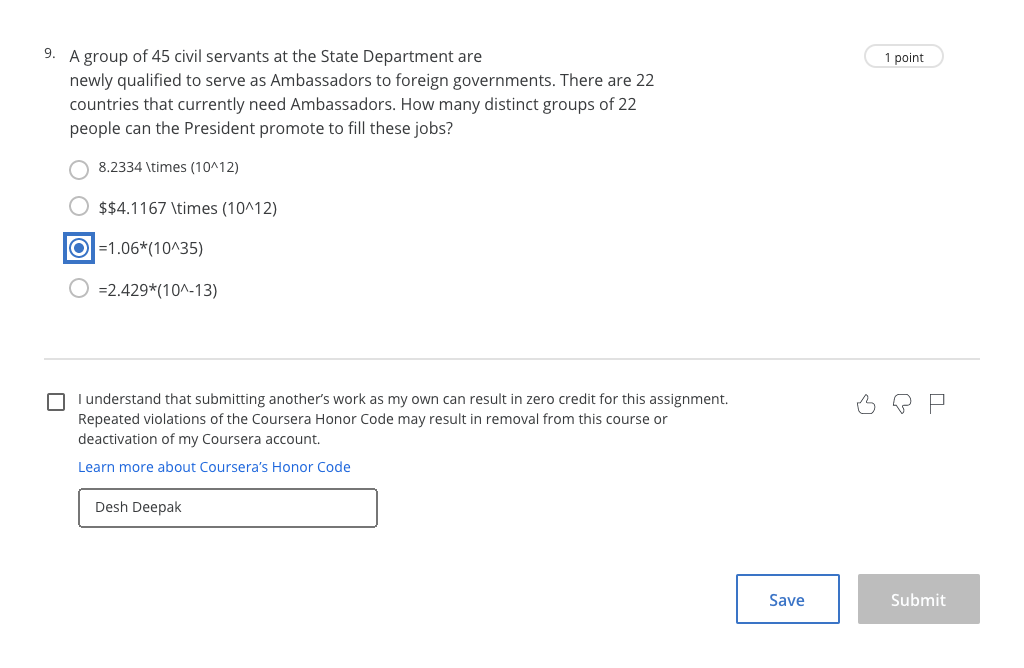 9.
A group of 45 civil servants at the State Department are
1 point
newly qualified to serve as Ambassadors to foreign governments. There are 22
countries that currently need Ambassadors. How many distinct groups of 22
people can the President promote to fill these jobs?
8.2334 \times (10^12)
$$4.1167 \times (10^12)
=1.06*(10^35)
=2.429*(10^-13)
I understand that submitting another’s work as my own can result in zero credit for this assignment.
Repeated violations of the Coursera Honor Code may result in removal from this course or
deactivation of my Coursera account.
Learn more about Coursera’s Honor Code
Desh Deepak
Save
Submit